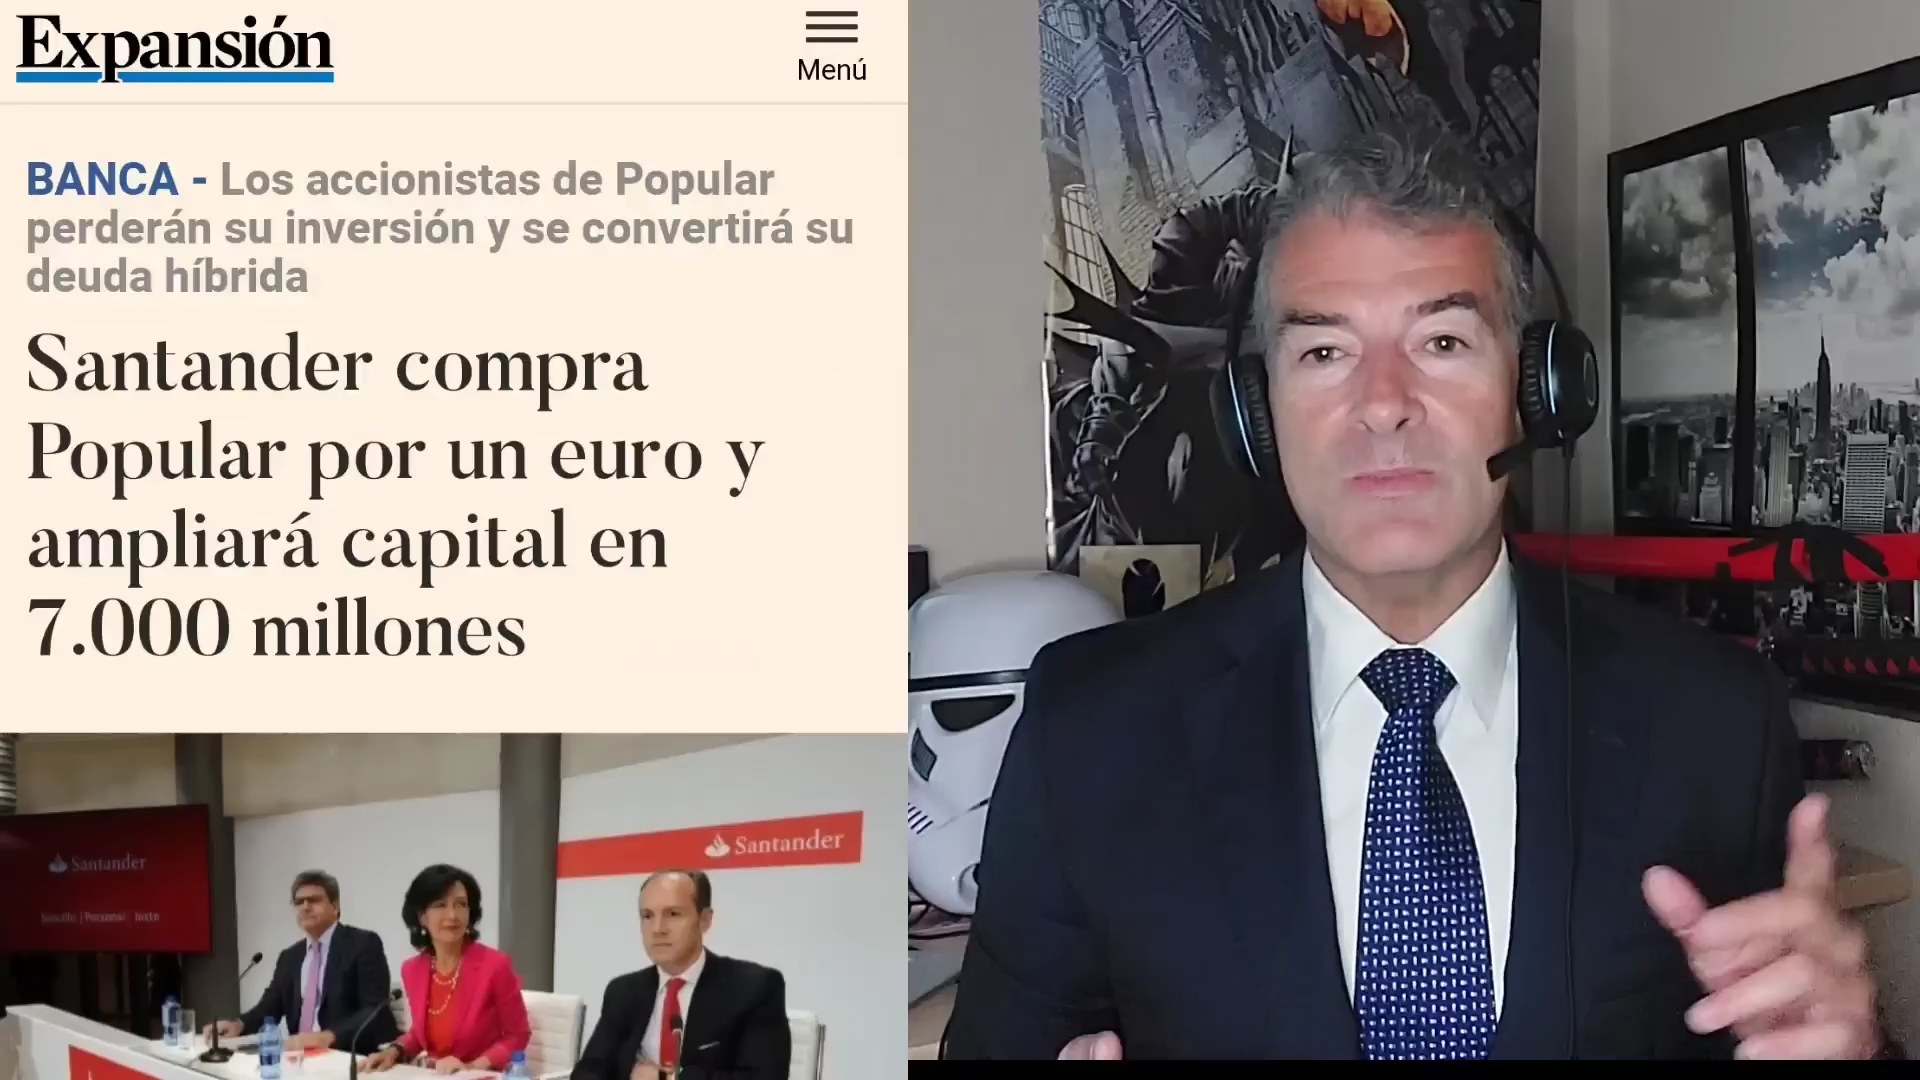 Expansión
Menú
BANCA - Los accionistas de Popular
perderán su inversión y se convertirá su
deuda híbrida
Santander compra
Popular por un euro y
ampliará capital en
7.000 millones
Santander
Santander